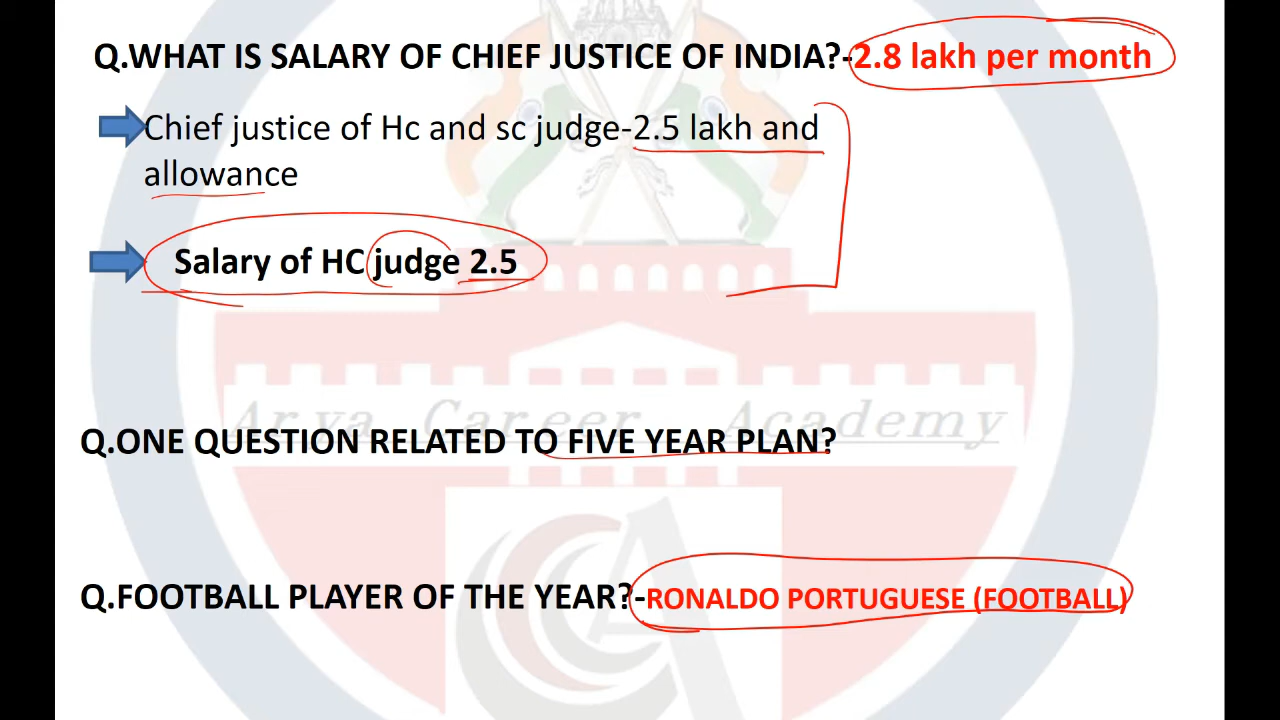 Q.WHAT IS SALARY OF CHIEF JUSTICE OF INDIA?-2.8 lakh per month
Chief justice of Hc and sc judge-2.5 lakh and
allowance
Salary of HC judge 2.5
Arya Career Academy
Q.ONE QUESTION RELATED TO FIVE YEAR PLAN?
Q.FOOTBALL PLAYER OF THE YEAR?-RONALDO PORTUGUESE (FOOTBALL)